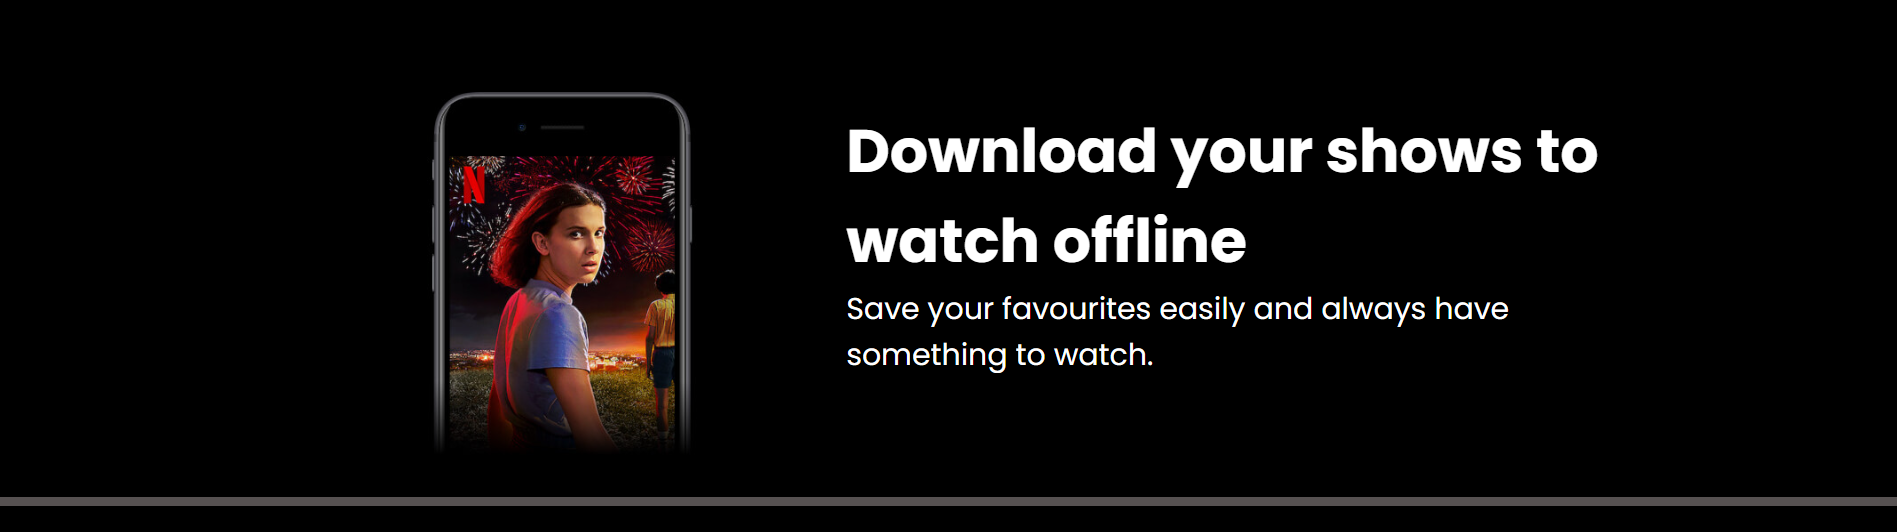 N
Download your shows to
watch offline
Save your favourites easily and always have
something to watch.